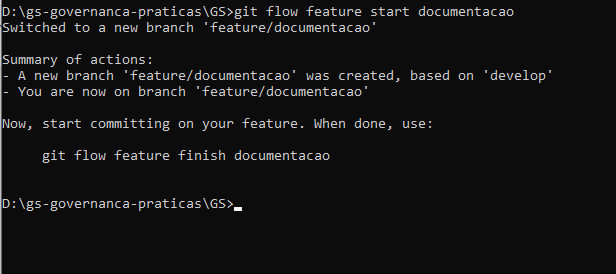 D:\gs-governanca-praticas\GS>git flow feature start documentacao
Switched to a new branch 'feature/documentacao'
Summary of actions:
- A new branch 'feature/documentacao' was created, based on 'develop'
- You are now on branch 'feature/documentacao'
Now, start committing on your feature. When done, use:
git flow feature finish documentacao
D:\gs-governanca-praticas\GS>